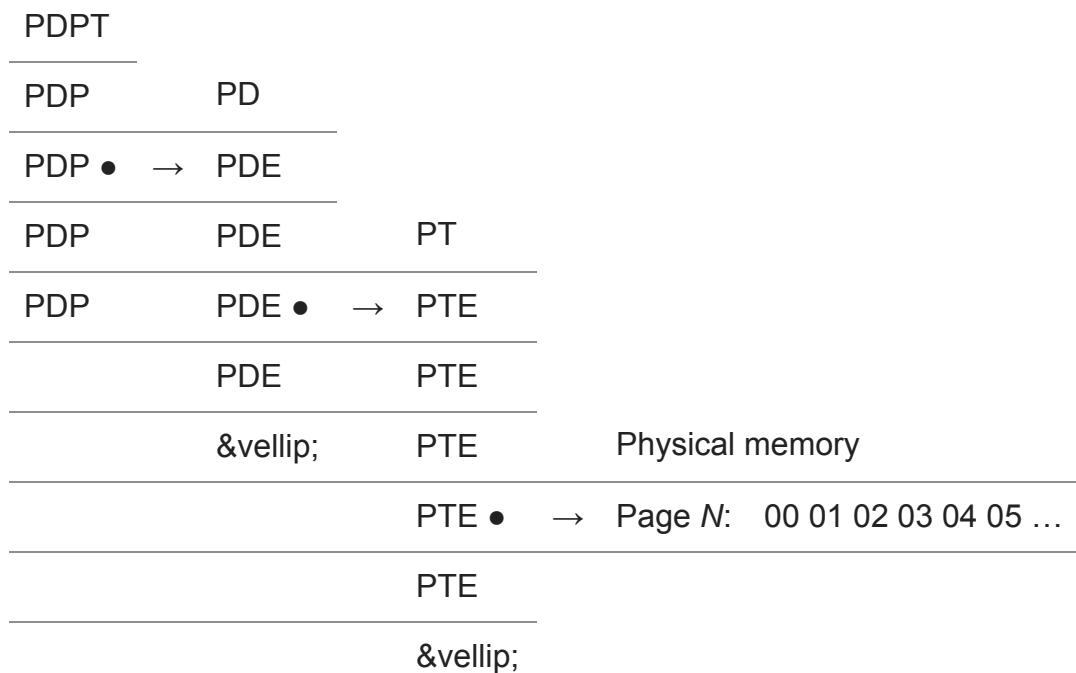 PDPT
PDP PD
PDP ● → PDE
PDP PDE PT
PDP PDE ● → PTE
PDE PTE
&vellip; PTE Physical memory
PTE ● → Page N: 00 01 02 03 04 05 …
PTE
&vellip;